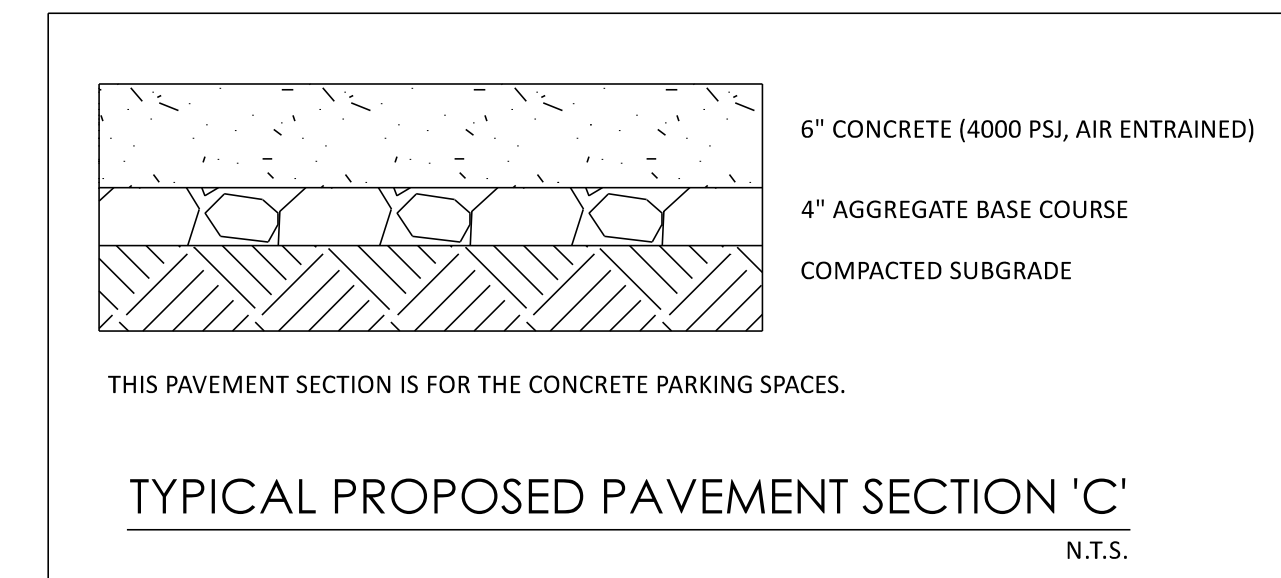 6" CONCRETE (4000 PSJ, AIR ENTRAINED)
4" AGGREGATE BASE COURSE
COMPACTED SUBGRADE
THIS PAVEMENT SECTION IS FOR THE CONCRETE PARKING SPACES.
TYPICAL PROPOSED PAVEMENT SECTION 'C'
N.T.S.